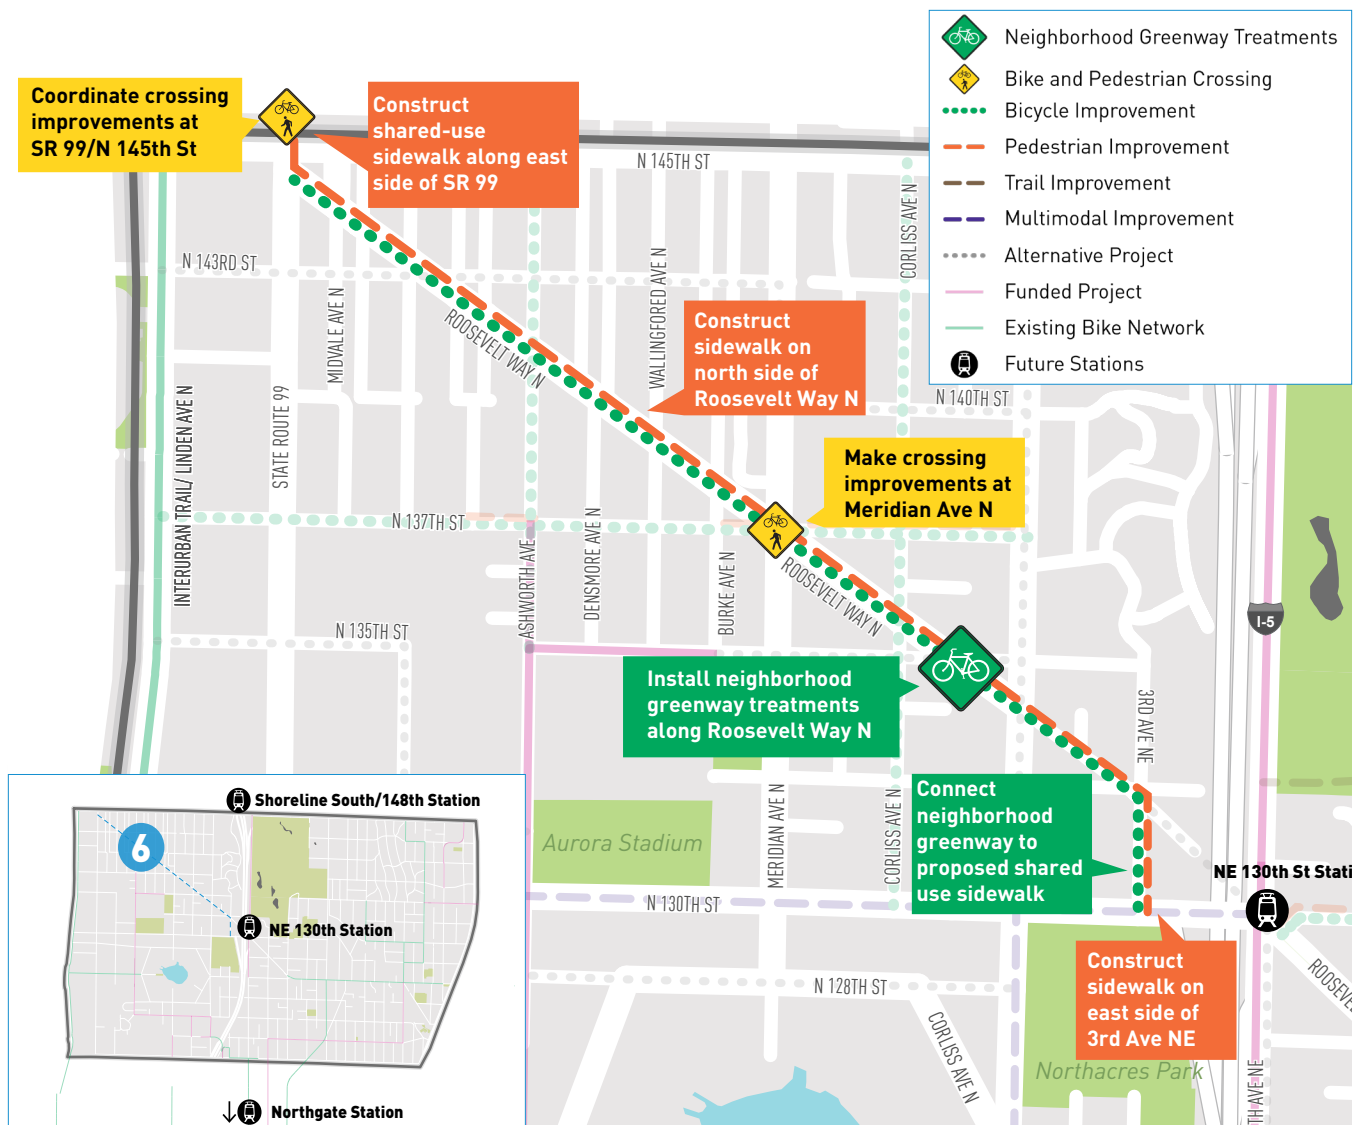 Neighborhood Greenway Treatments
Bike and Pedestrian Crossing
Bicycle Improvement
Pedestrian Improvement
Trail Improvement
Multimodal Improvement
Alternative Project
Funded Project
Existing Bike Network
Future Stations
Coordinate crossing
improvements at
SR 99/N 145th St
Construct
shared-use
sidewalk along east
side of SR 99
N 145TH ST
CORLISS AVE N
N 143RD ST
MIDVALE AVE N
ROOSEVELT WAY N
WALLINGFORD AVE N
Construct
sidewalk on
north side of
Roosevelt Way N
N 140TH ST
INTERURBAN TRAIL/ LINDEN AVE N
STATE ROUTE 99
Make crossing
improvements at
Meridian Ave N
N 137TH ST
ASHWORTH AVE
DENSMORE AVE N
BURKE AVE N
ROOSEVELT WAY N
I-5
N 135TH ST
Install neighborhood
greenway treatments
along Roosevelt Way N
3RD AVE NE
Connect
neighborhood
greenway to
proposed shared
use sidewalk
Aurora Stadium
MERIDIAN AVE N
CORLISS AVE N
NE 130th St Stati
N 130TH ST
Construct
sidewalk on
east side of
3rd Ave NE
N 128TH ST
CORLISS AVE N
ROOSEVE
Northacres Park
TH AVE NE
Shoreline South/148th Station
6
NE 130th Station
Northgate Station